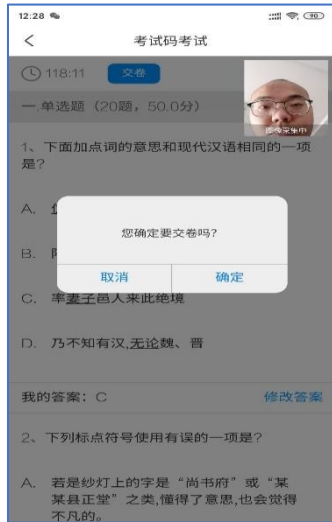 12:28
90
考试码考试
118:11 交卷
一.单选题（20题，50.0分）
图像采集中
1、下面加点词的意思和现代汉语相同的一项
是?
A.
您确定要交卷吗?
B.
取消 确定
C. 率妻子邑人来此绝境
D. 乃不知有汉,无论魏、晋
我的答案：C 修改答案
2、下列标点符号使用有误的一项是?
A. 若是纱灯上的字是“尚书府”或“某
某县正堂”之类,懂得了意思,也会觉得
不凡的。